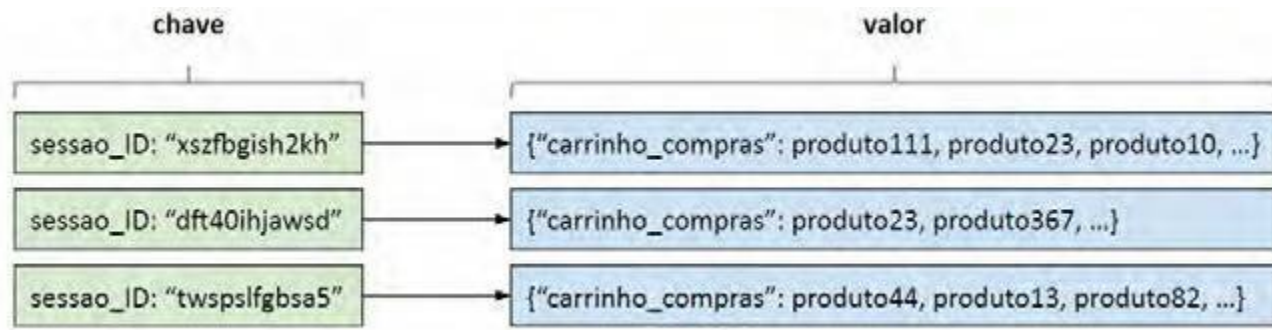 chave valor
sessao_ID: “xszfbgish2kh” {“carrinho_compras”: produto111, produto23, produto10, ...}
sessao_ID: “dft40ihjawsd” {“carrinho_compras”: produto23, produto367, ...}
sessao_ID: “twspslfgbsa5” {“carrinho_compras”: produto44, produto13, produto82, ...}